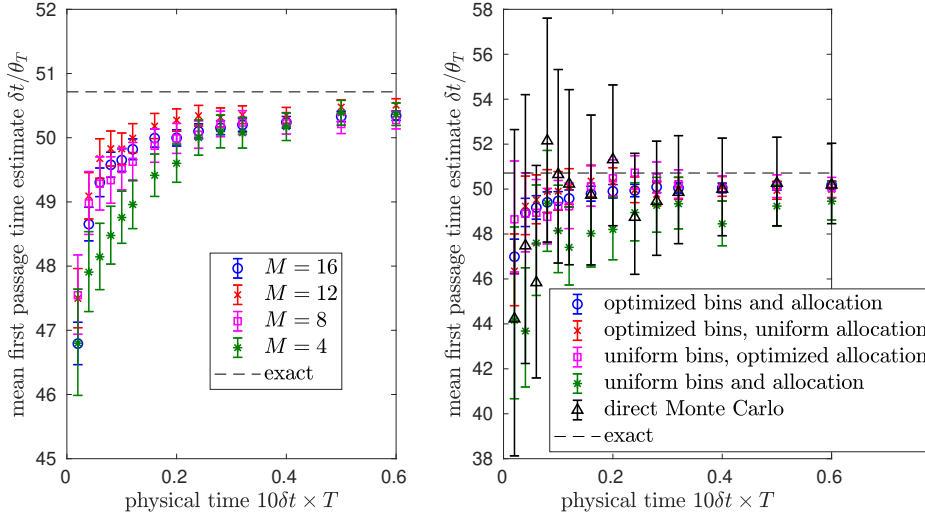 mean first passage time estimate δt/θ_T
52
51
50
49
48
47
46
45
0
0.2
0.4
0.6
physical time 10δt × T
M = 16
M = 12
M = 8
M = 4
exact
mean first passage time estimate δt/θ_T
58
56
54
52
50
48
46
44
42
40
38
0
0.2
0.4
0.6
physical time 10δt × T
optimized bins and allocation
optimized bins, uniform allocation
uniform bins, optimized allocation
uniform bins and allocation
direct Monte Carlo
exact